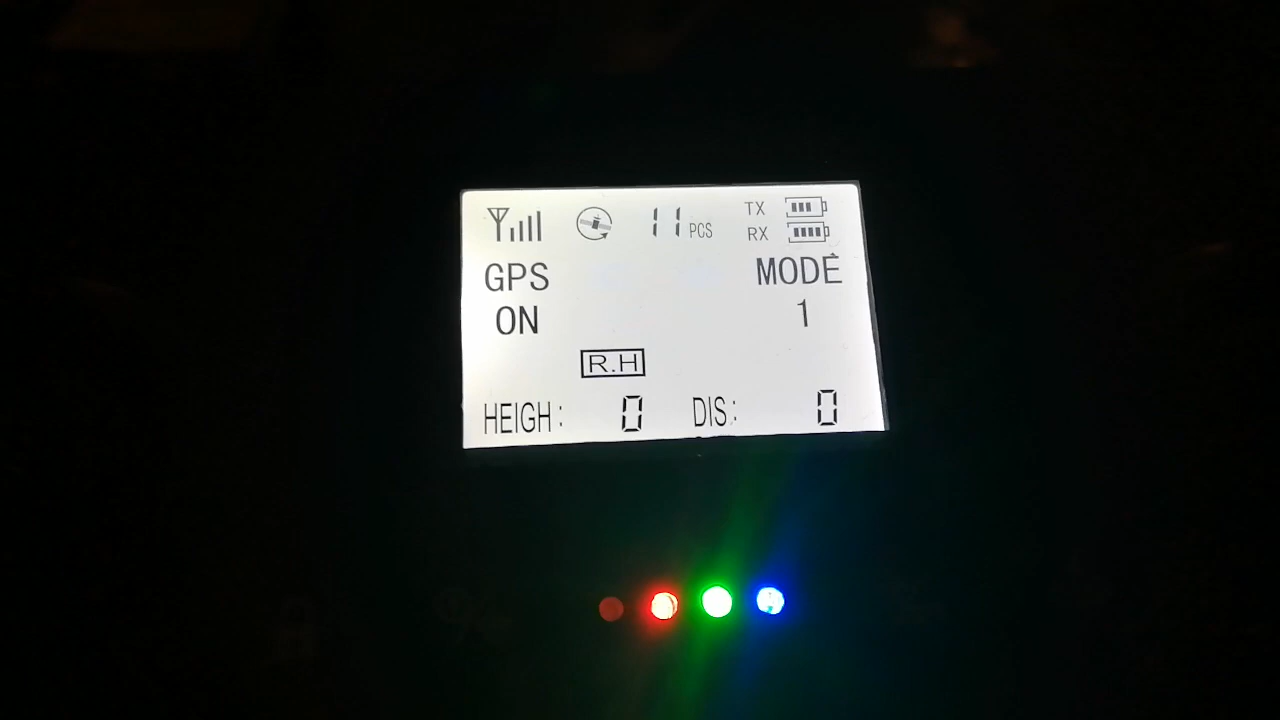 11 PCS TX
RX
GPS MODE
ON 1
R.H
HEIGH: 0 DIS: 0